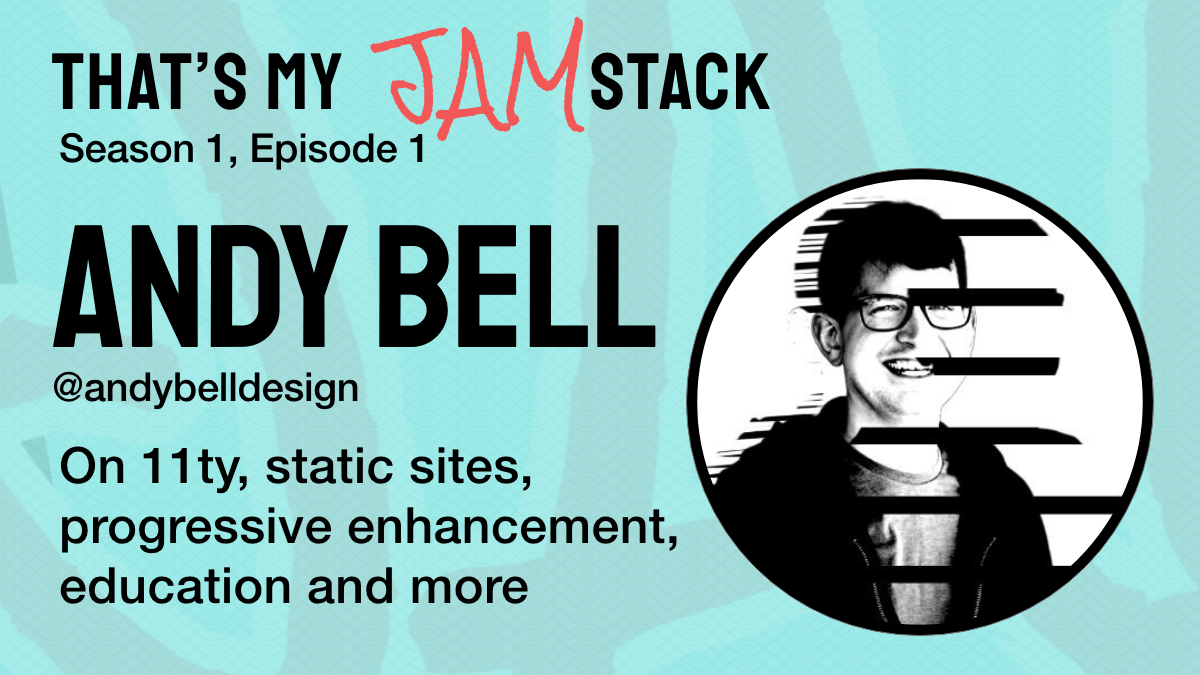 THAT'S MY JAMSTACK
Season 1, Episode 1
ANDY BELL
@andybelldesign
On 11ty, static sites,
progressive enhancement,
education and more